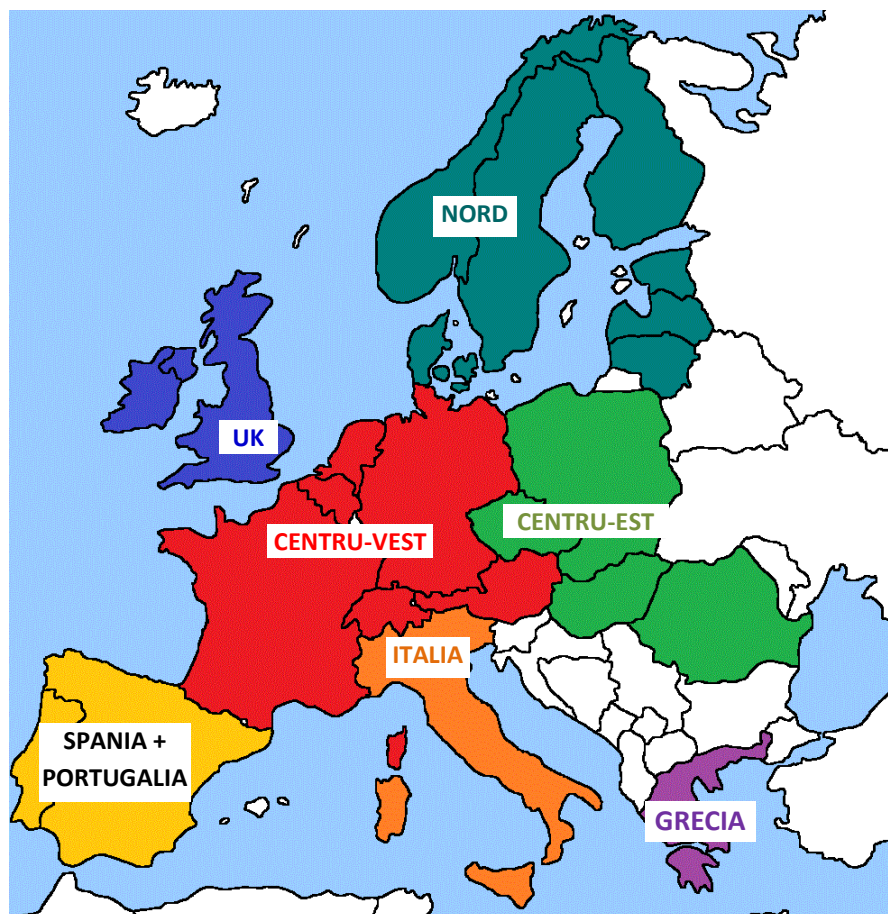 NORD
UK
CENTRU-VEST
CENTRU-EST
ITALIA
SPANIA +
PORTUGALIA
GRECIA